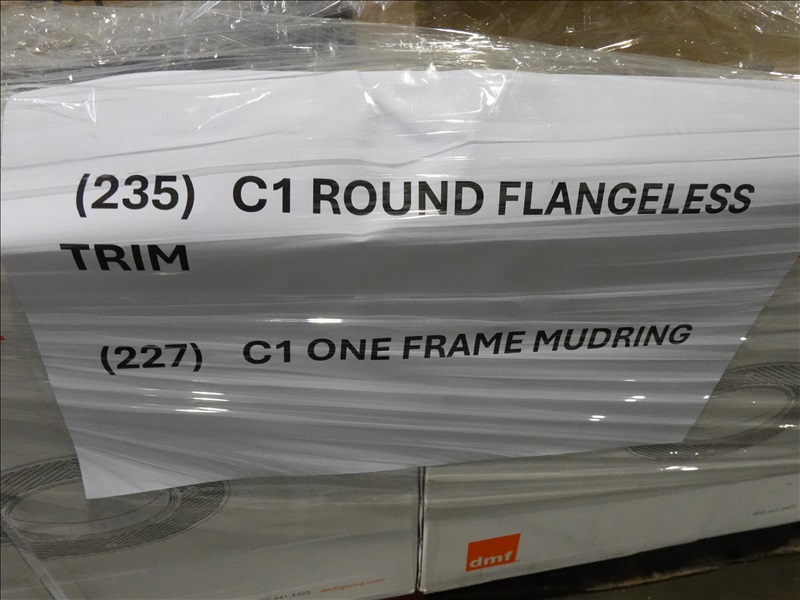 (235) C1 ROUND FLANGELESS
TRIM
(227) C1 ONE FRAME MUDRING
dmf